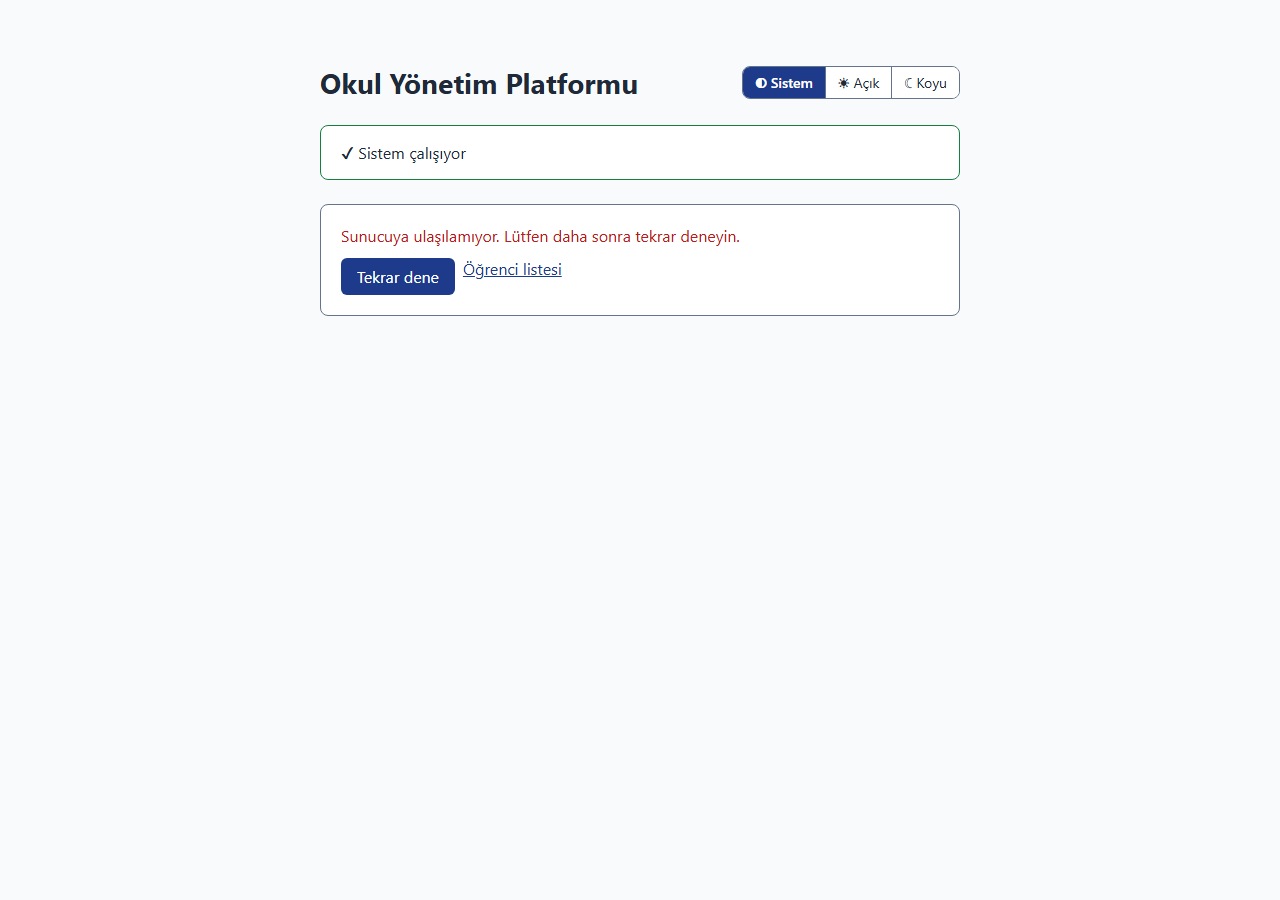 Okul Yönetim Platformu
◐ Sistem ☀ Açık ☾ Koyu
✓ Sistem çalışıyor
Sunucuya ulaşılamıyor. Lütfen daha sonra tekrar deneyin.
Tekrar dene Öğrenci listesi